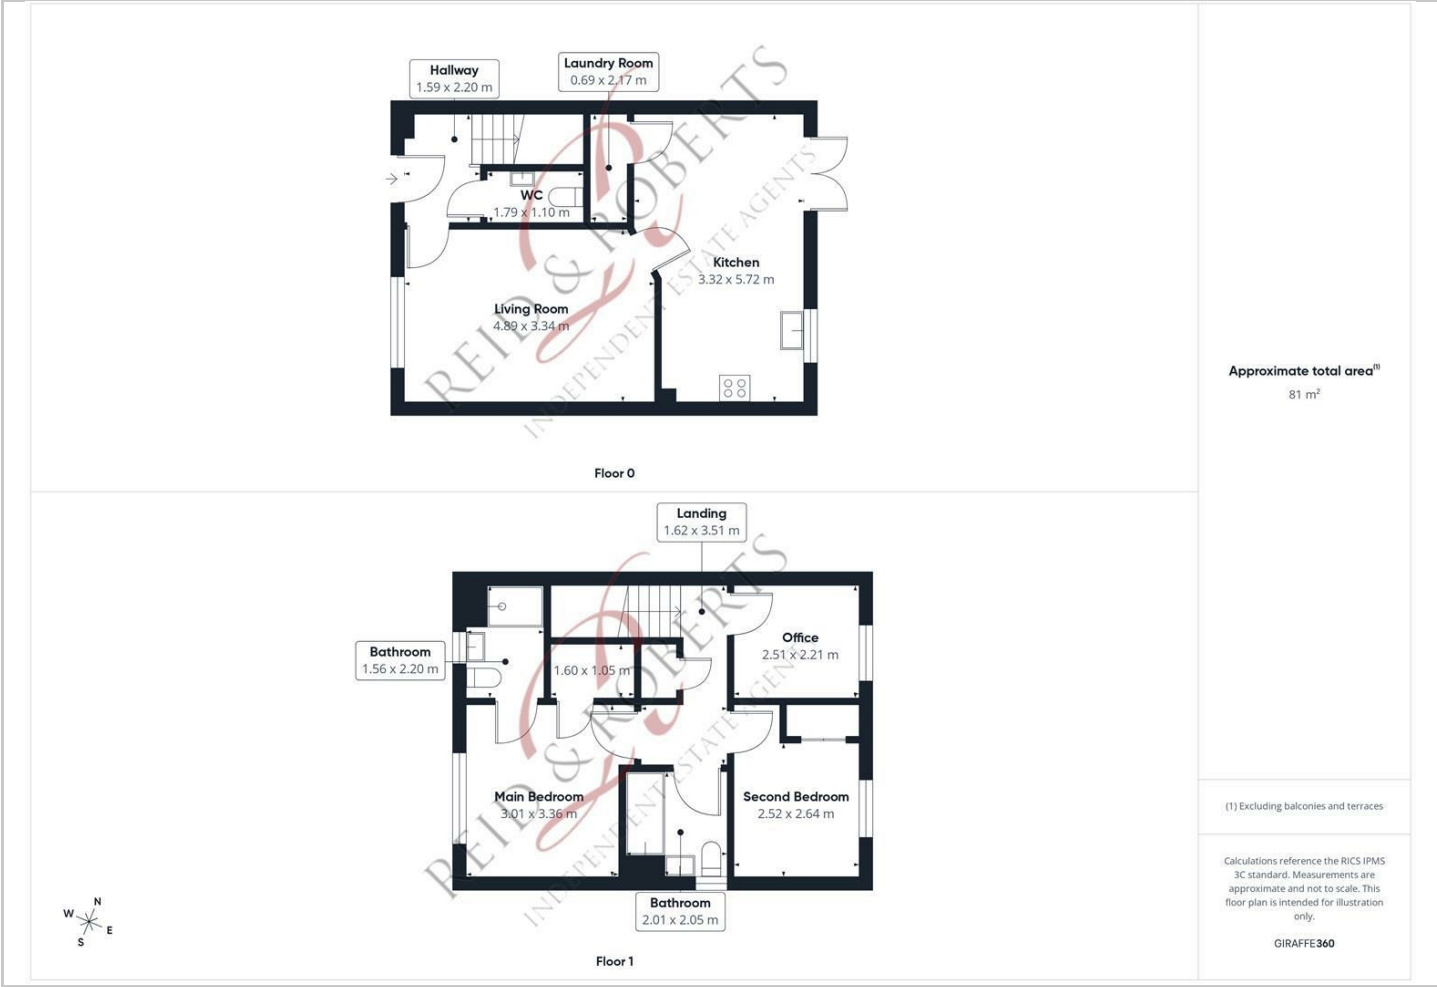 Hallway
1.59 x 2.20 m
Laundry Room
0.69 x 2.17 m
WC
1.79 x 1.10 m
Kitchen
3.32 x 5.72 m
Living Room
4.89 x 3.34 m
REID & ROBERTS
INDEPENDENT ESTATE AGENTS
Floor 0
Landing
1.62 x 3.51 m
Office
2.51 x 2.21 m
Bathroom
1.56 x 2.20 m
1.60 x 1.05 m
Main Bedroom
3.01 x 3.36 m
Second Bedroom
2.52 x 2.64 m
Bathroom
2.01 x 2.05 m
REID & ROBERTS
INDEPENDENT ESTATE AGENTS
Floor 1
N
W
E
S
Approximate total area(1)
81 m²
(1) Excluding balconies and terraces
Calculations reference the RICS IPMS
3C standard. Measurements are
approximate and not to scale. This
floor plan is intended for illustration
only.
GIRAFFE360